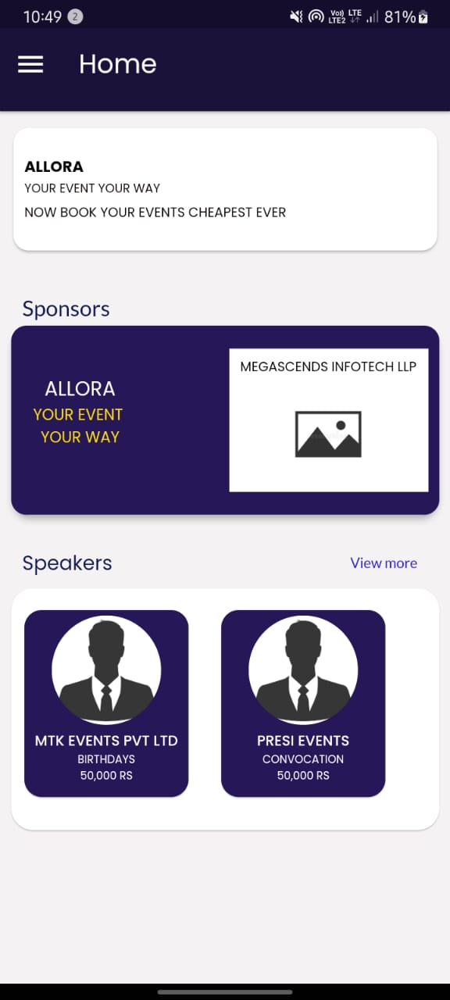 10:49 2 Vo)) LTE LTE2 81%
Home
ALLORA
YOUR EVENT YOUR WAY
NOW BOOK YOUR EVENTS CHEAPEST EVER
Sponsors
ALLORA
YOUR EVENT
YOUR WAY
MEGASCENDS INFOTECH LLP
Speakers
View more
MTK EVENTS PVT LTD
BIRTHDAYS
50,000 RS
PRESI EVENTS
CONVOCATION
50,000 RS